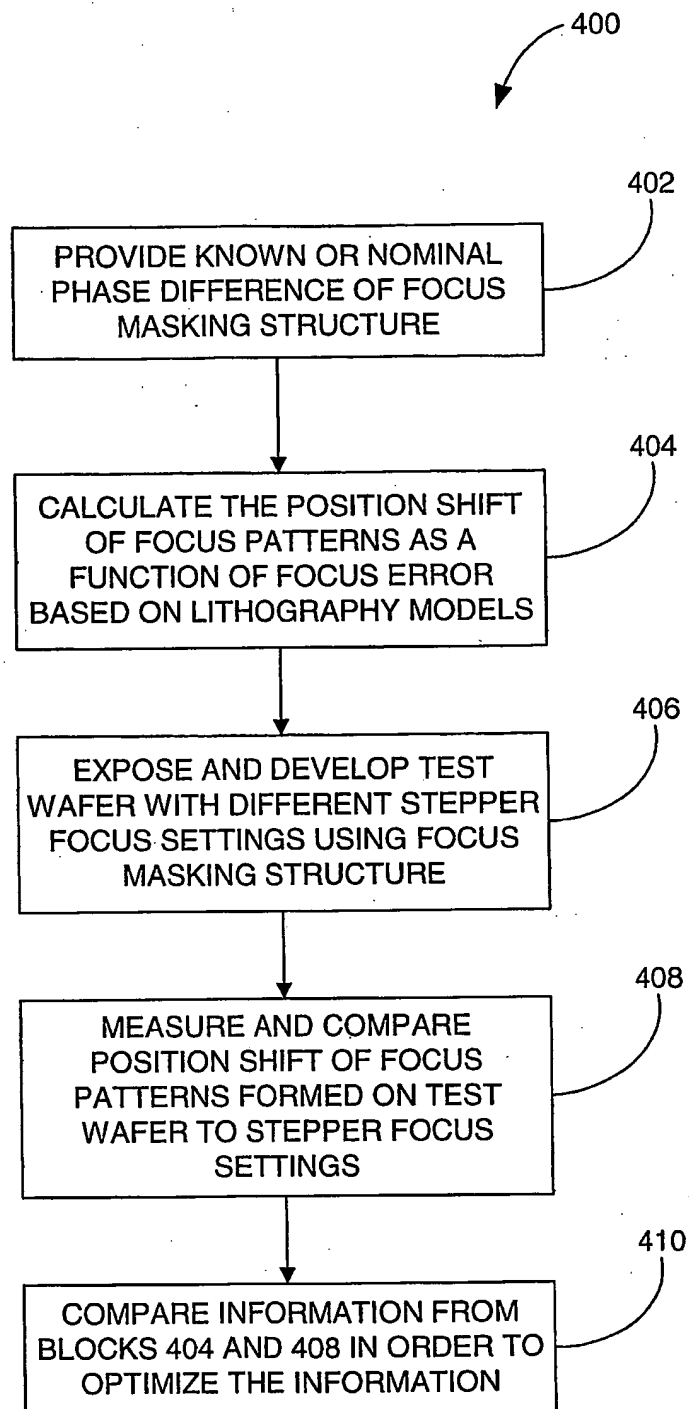 400
402
PROVIDE KNOWN OR NOMINAL
PHASE DIFFERENCE OF FOCUS
MASKING STRUCTURE
404
CALCULATE THE POSITION SHIFT
OF FOCUS PATTERNS AS A
FUNCTION OF FOCUS ERROR
BASED ON LITHOGRAPHY MODELS
406
EXPOSE AND DEVELOP TEST
WAFER WITH DIFFERENT STEPPER
FOCUS SETTINGS USING FOCUS
MASKING STRUCTURE
408
MEASURE AND COMPARE
POSITION SHIFT OF FOCUS
PATTERNS FORMED ON TEST
WAFER TO STEPPER FOCUS
SETTINGS
410
COMPARE INFORMATION FROM
BLOCKS 404 AND 408 IN ORDER TO
OPTIMIZE THE INFORMATION